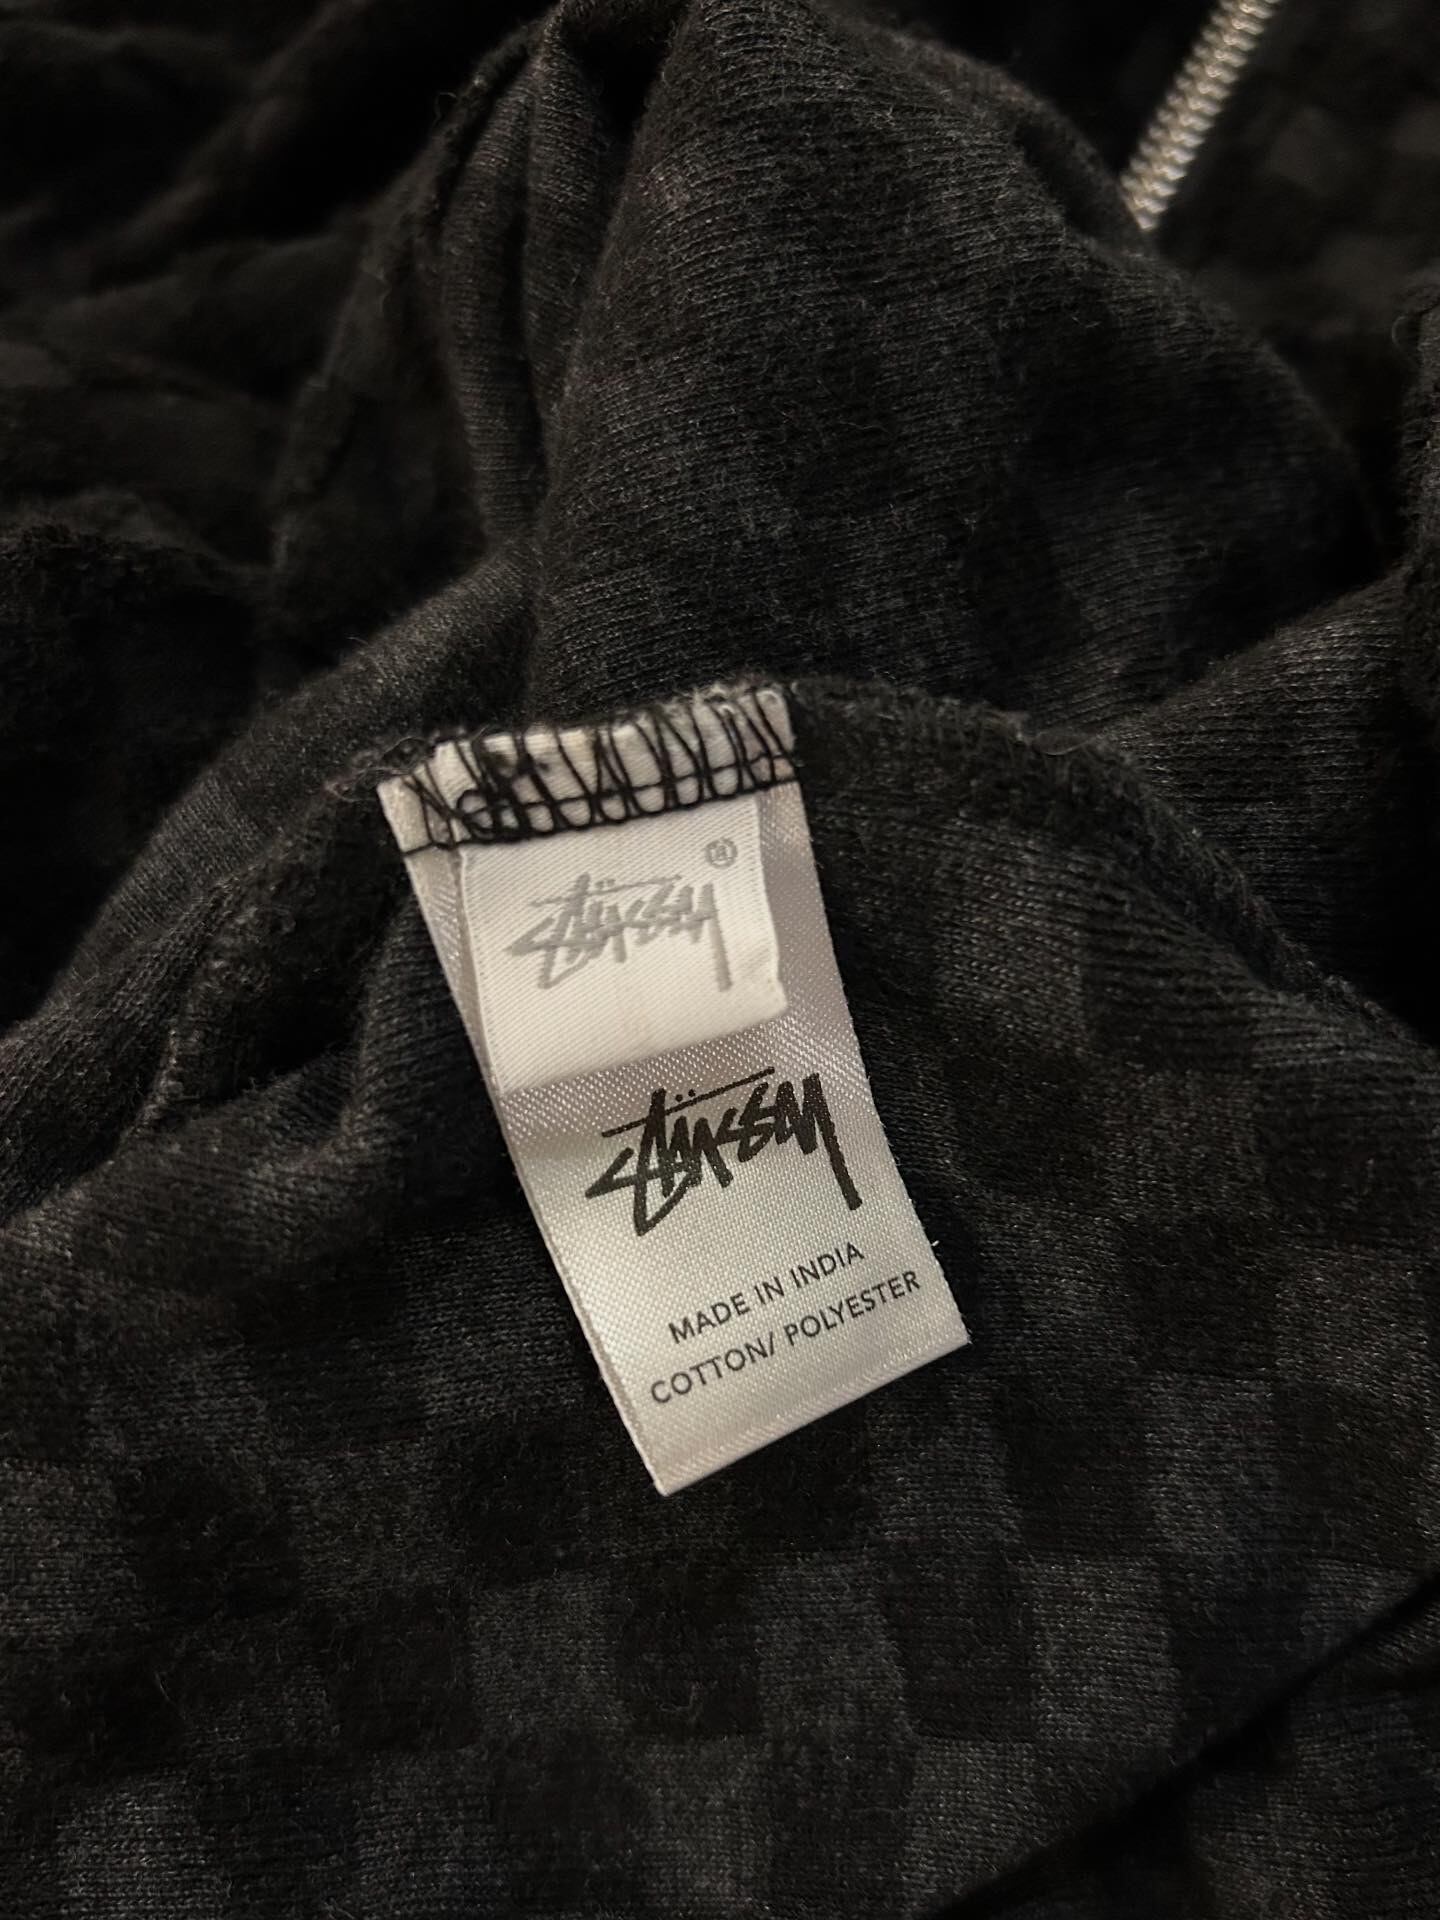 STÜSSY ®
STÜSSY
MADE IN INDIA
COTTON/ POLYESTER